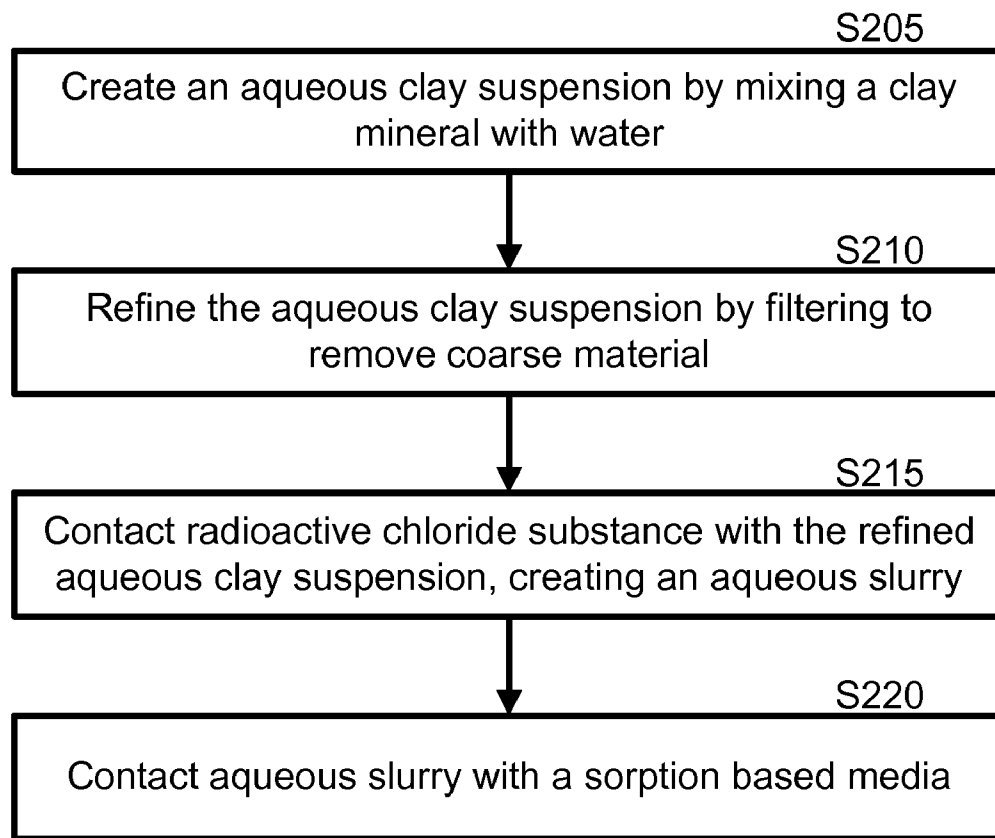 S205
Create an aqueous clay suspension by mixing a clay
mineral with water
S210
Refine the aqueous clay suspension by filtering to
remove coarse material
S215
Contact radioactive chloride substance with the refined
aqueous clay suspension, creating an aqueous slurry
S220
Contact aqueous slurry with a sorption based media